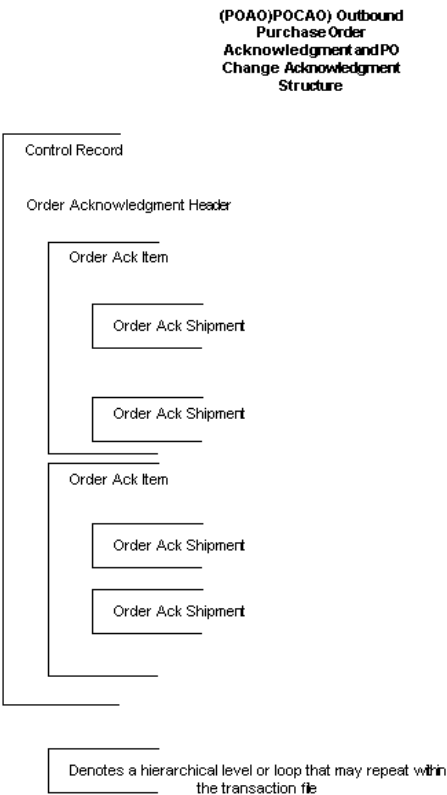 (POAO)POCAO) Outbound
Purchase Order
Acknowledgment and PO
Change Acknowledgment
Structure
Control Record
Order Acknowledgment Header
Order Ack Item
Order Ack Shipment
Order Ack Shipment
Order Ack Item
Order Ack Shipment
Order Ack Shipment
Denotes a hierarchical level or loop that may repeat within
the transaction file